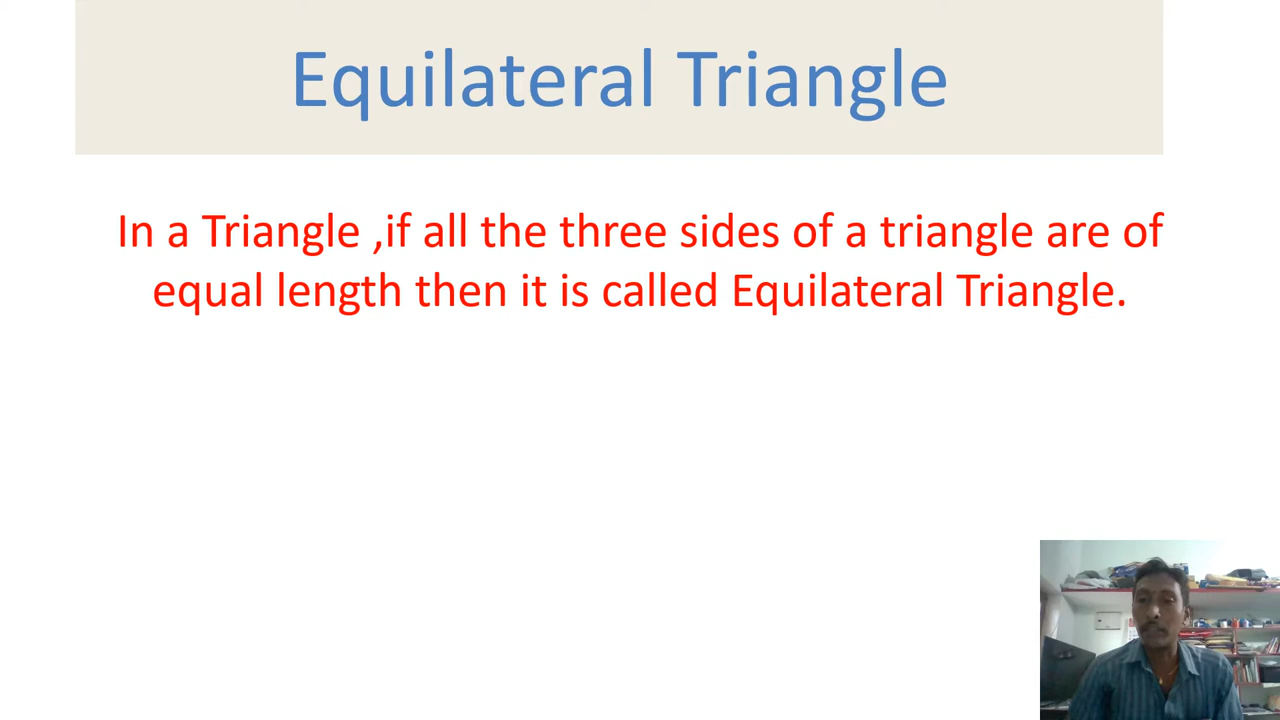 Equilateral Triangle
In a Triangle ,if all the three sides of a triangle are of
equal length then it is called Equilateral Triangle.